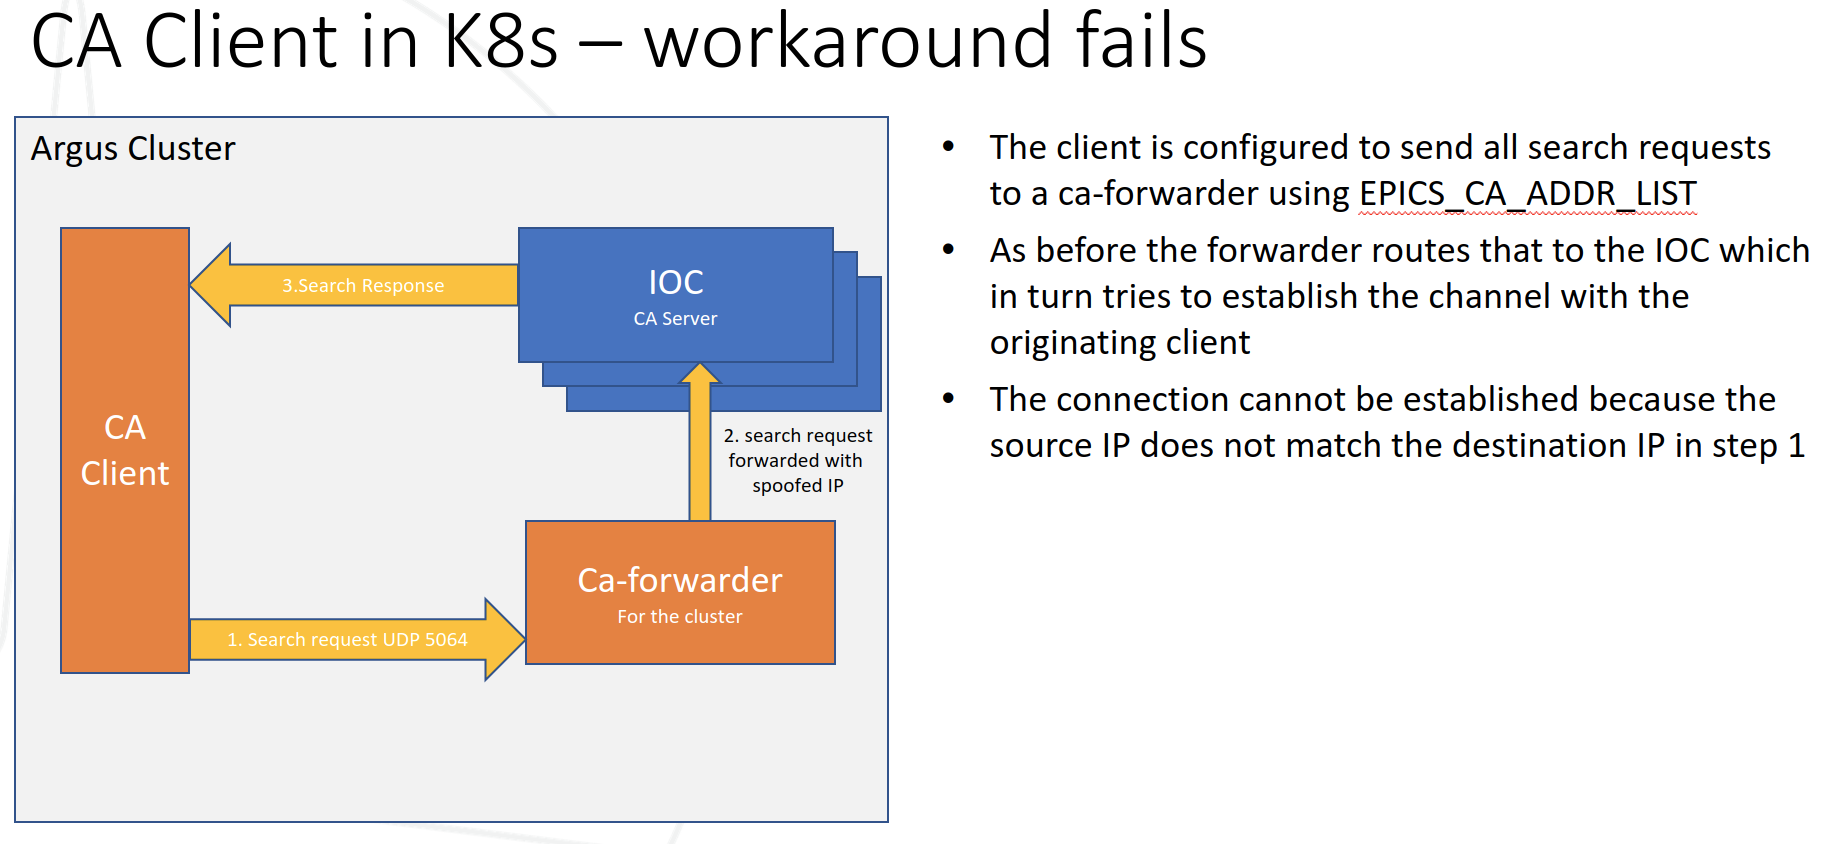 CA Client in K8s – workaround fails
Argus Cluster
CA
Client
3.Search Response
IOC
CA Server
2. search request
forwarded with
spoofed IP
Ca-forwarder
For the cluster
1. Search request UDP 5064
• The client is configured to send all search requests
to a ca-forwarder using EPICS_CA_ADDR_LIST
• As before the forwarder routes that to the IOC which
in turn tries to establish the channel with the
originating client
• The connection cannot be established because the
source IP does not match the destination IP in step 1